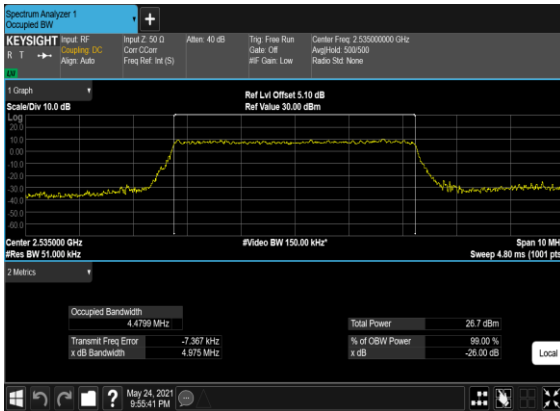 Spectrum Analyzer 1
Occupied BW
+
KEYSIGHT Input: RF Input Z: 50 Ω Atten: 40 dB Trig: Free Run Center Freq: 2.535000000 GHz
R T Coupling: DC Corr CCorr Gate: Off Avg|Hold: 500/500
Align: Auto Freq Ref: Int (S) #IF Gain: Low Radio Std: None
LXI
1 Graph
Ref Lvl Offset 5.10 dB
Scale/Div 10.0 dB Ref Value 30.00 dBm
Log
20.0
10.0
0.00
-10.0
-20.0
-30.0
-40.0
-50.0
-60.0
Center 2.535000 GHz #Video BW 150.00 kHz* Span 10 MH
#Res BW 51.000 kHz Sweep 4.80 ms (1001 pts
2 Metrics
Occupied Bandwidth
4.4799 MHz Total Power 26.7 dBm
Transmit Freq Error -7.367 kHz % of OBW Power 99.00 %
x dB Bandwidth 4.975 MHz x dB -26.00 dB
Local
? May 24, 2021
9:55:41 PM